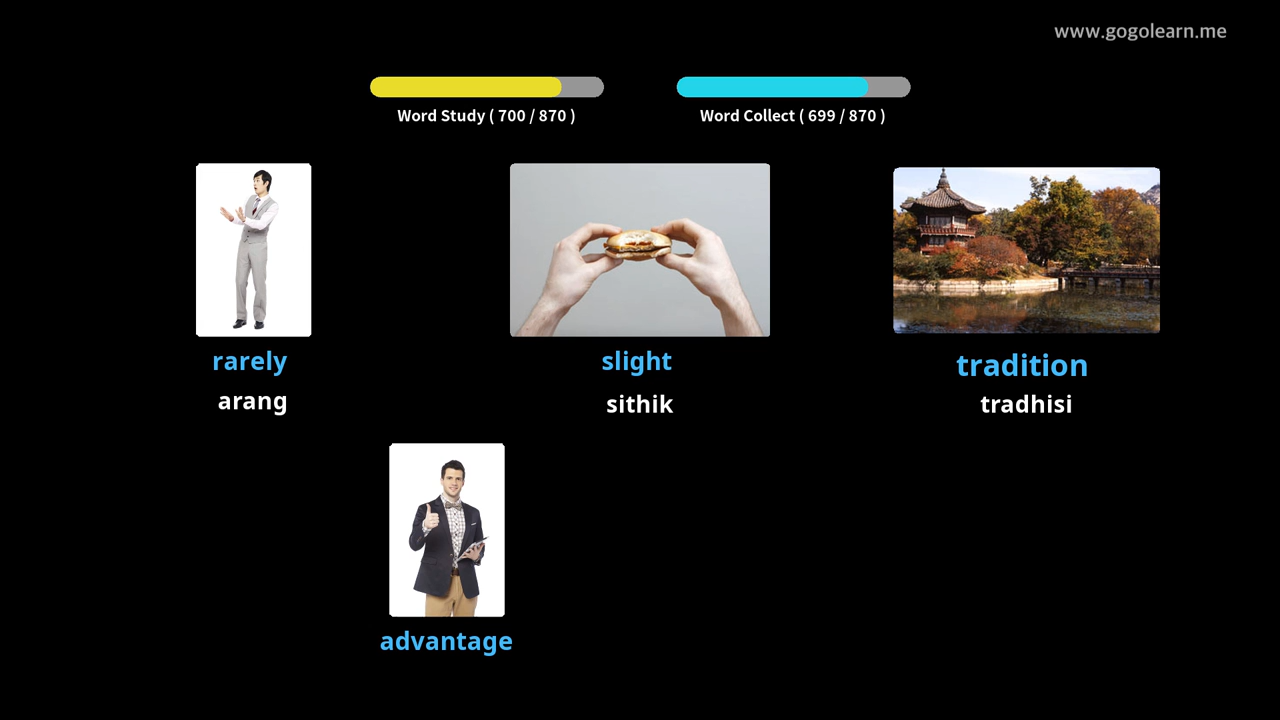 www.gogolearn.me
Word Study ( 700 / 870 )
Word Collect ( 699 / 870 )
rarely
arang
slight
sithik
tradition
tradhisi
advantage